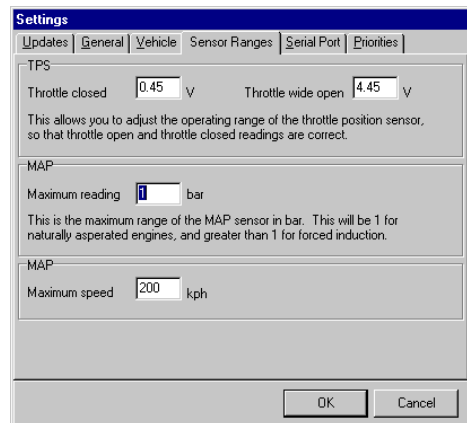 Settings
Updates General Vehicle Sensor Ranges Serial Port Priorities
TPS
Throttle closed 0.45 V Throttle wide open 4.45 V
This allows you to adjust the operating range of the throttle position sensor,
so that throttle open and throttle closed readings are correct.
MAP
Maximum reading 1 bar
This is the maximum range of the MAP sensor in bar. This will be 1 for
naturally asperated engines, and greater than 1 for forced induction.
MAP
Maximum speed 200 kph
OK Cancel